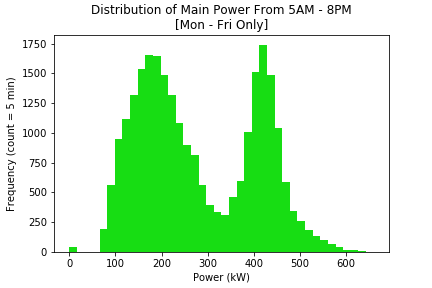 Distribution of Main Power From 5AM - 8PM
[Mon - Fri Only]
1750
1500
1250
1000
750
500
250
0
Frequency (count = 5 min)
0 100 200 300 400 500 600
Power (kW)